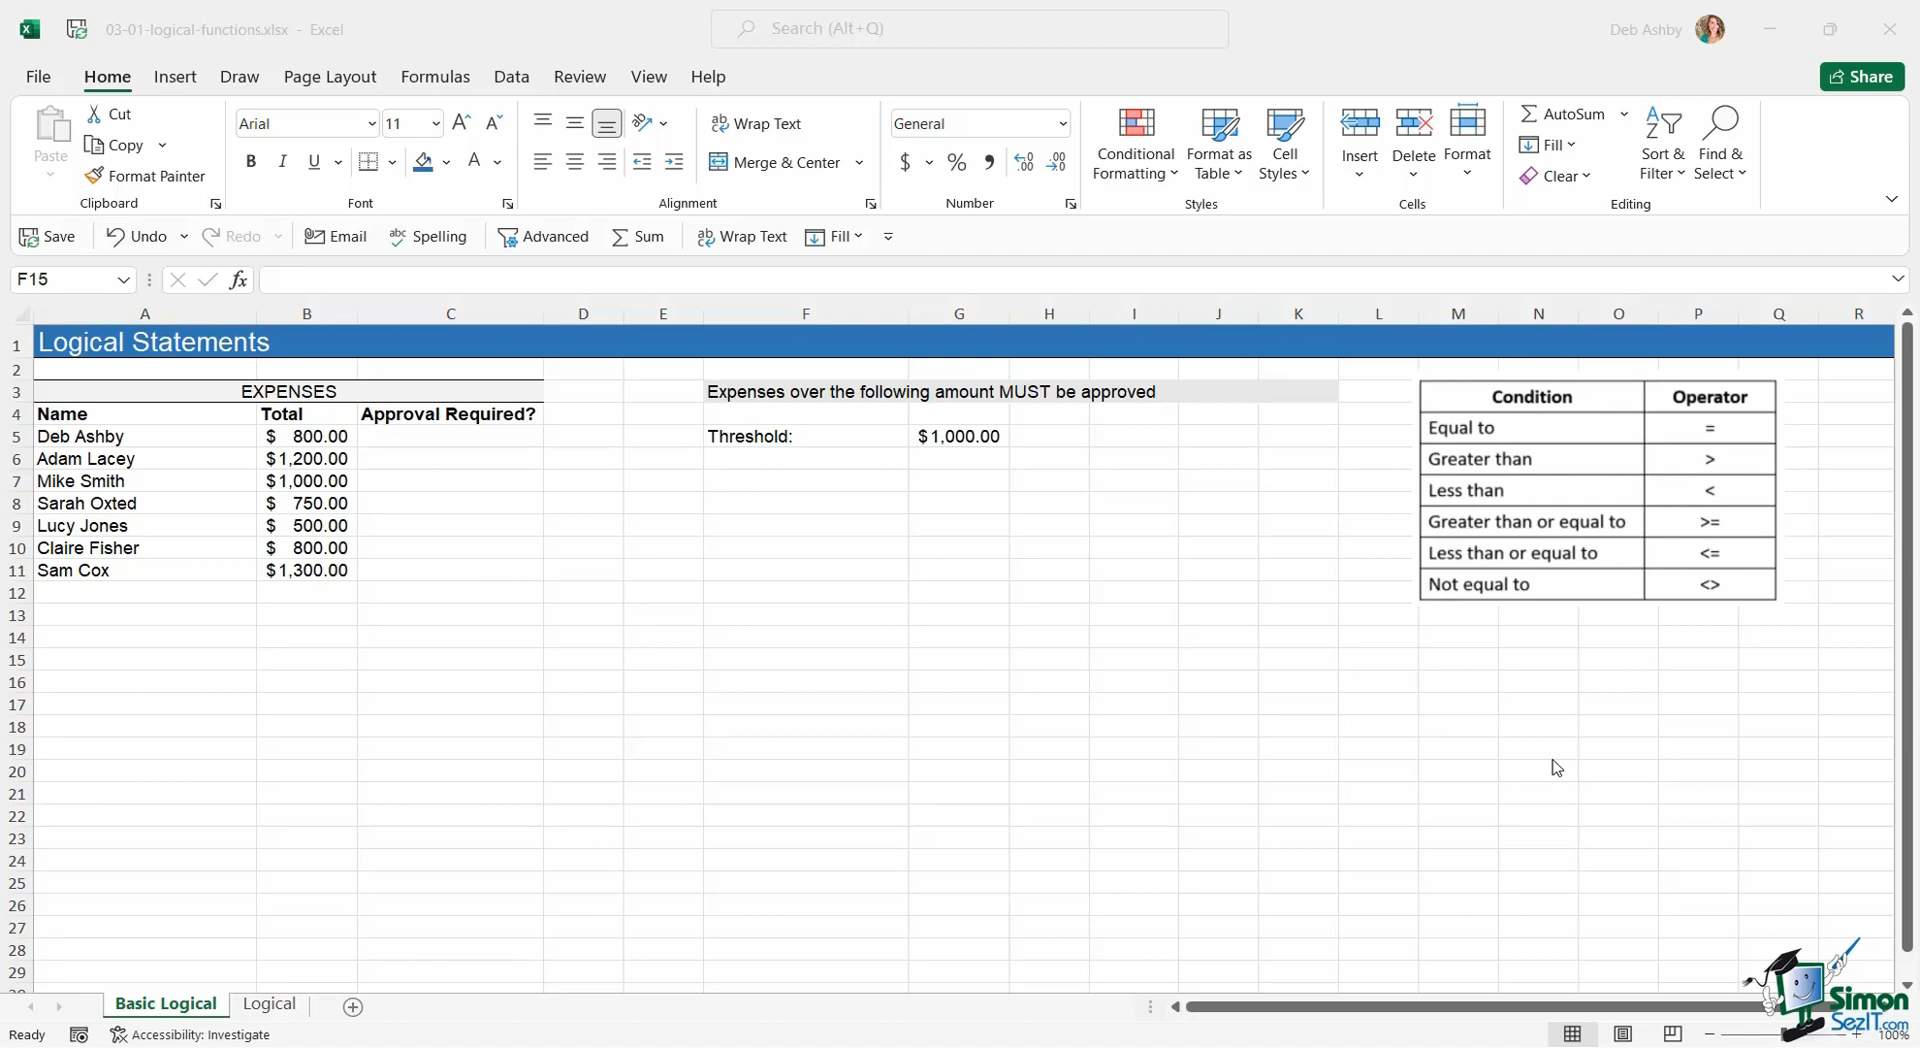 03-01-logical-functions.xlsx - Excel
Search (Alt+Q)
Deb Ashby
File Home Insert Draw Page Layout Formulas Data Review View Help
Share
Paste
Cut
Copy
Format Painter
Clipboard
Arial
11
B I U
A
Font
Wrap Text
Merge & Center
Alignment
General
$ % 9
Number
Conditional Formatting
Format as Table
Cell Styles
Styles
Insert
Delete
Format
Cells
AutoSum
Fill
Clear
Sort & Filter
Find & Select
Editing
Save Undo Redo Email Spelling Advanced Sum Wrap Text Fill
F15
fx
A B C D E F G H I J K L M N O P Q R
1 Logical Statements
2
3 EXPENSES Expenses over the following amount MUST be approved
4 Name Total Approval Required?
5 Deb Ashby $ 800.00 Threshold: $1,000.00
6 Adam Lacey $1,200.00
7 Mike Smith $1,000.00
8 Sarah Oxted $ 750.00
9 Lucy Jones $ 500.00
10 Claire Fisher $ 800.00
11 Sam Cox $1,300.00
12
13
14
15
16
17
18
19
20
21
22
23
24
25
26
27
28
29
Condition Operator
Equal to =
Greater than >
Less than <
Greater than or equal to >=
Less than or equal to <=
Not equal to <>
Basic Logical Logical
Ready
Accessibility: Investigate
100%
Simon
SezIT.com